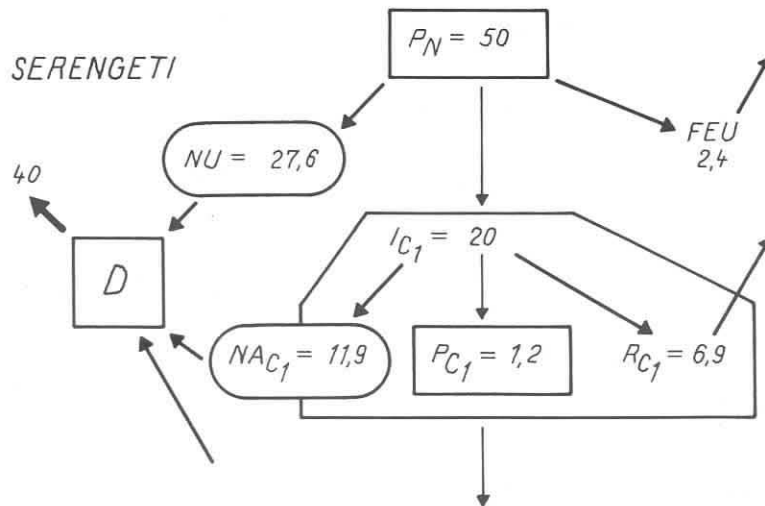 P_N = 50
SERENGETI
FEU
2,4
NU = 27,6
40
I_C1 = 20
D
NA_C1 = 11,9
P_C1 = 1,2
R_C1 = 6,9